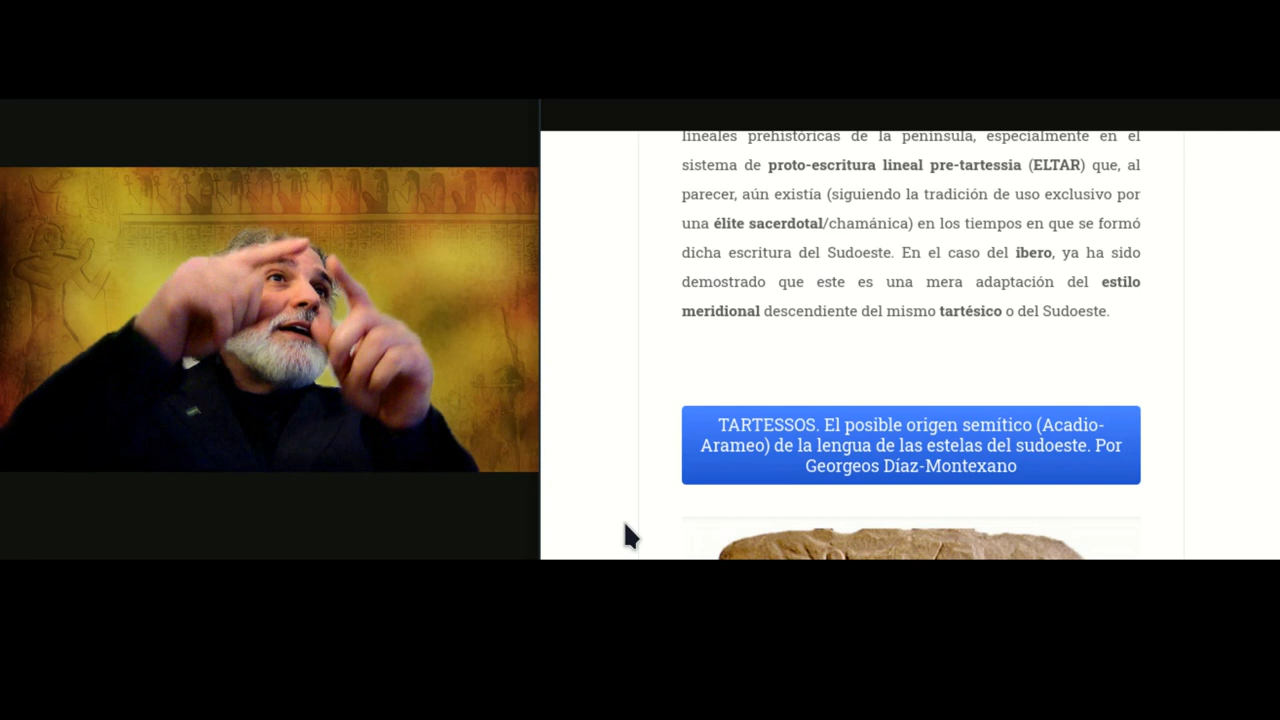 lineales prehistóricas de la península, especialmente en el
sistema de proto-escritura lineal pre-tartessia (ELTAR) que, al
parecer, aún existía (siguiendo la tradición de uso exclusivo por
una élite sacerdotal/chamánica) en los tiempos en que se formó
dicha escritura del Sudoeste. En el caso del íbero, ya ha sido
demostrado que este es una mera adaptación del estilo
meridional descendiente del mismo tartésico o del Sudoeste.
TARTESSOS. El posible origen semítico (Acadio-
Arameo) de la lengua de las estelas del sudoeste. Por
Georgeos Díaz-Montexano